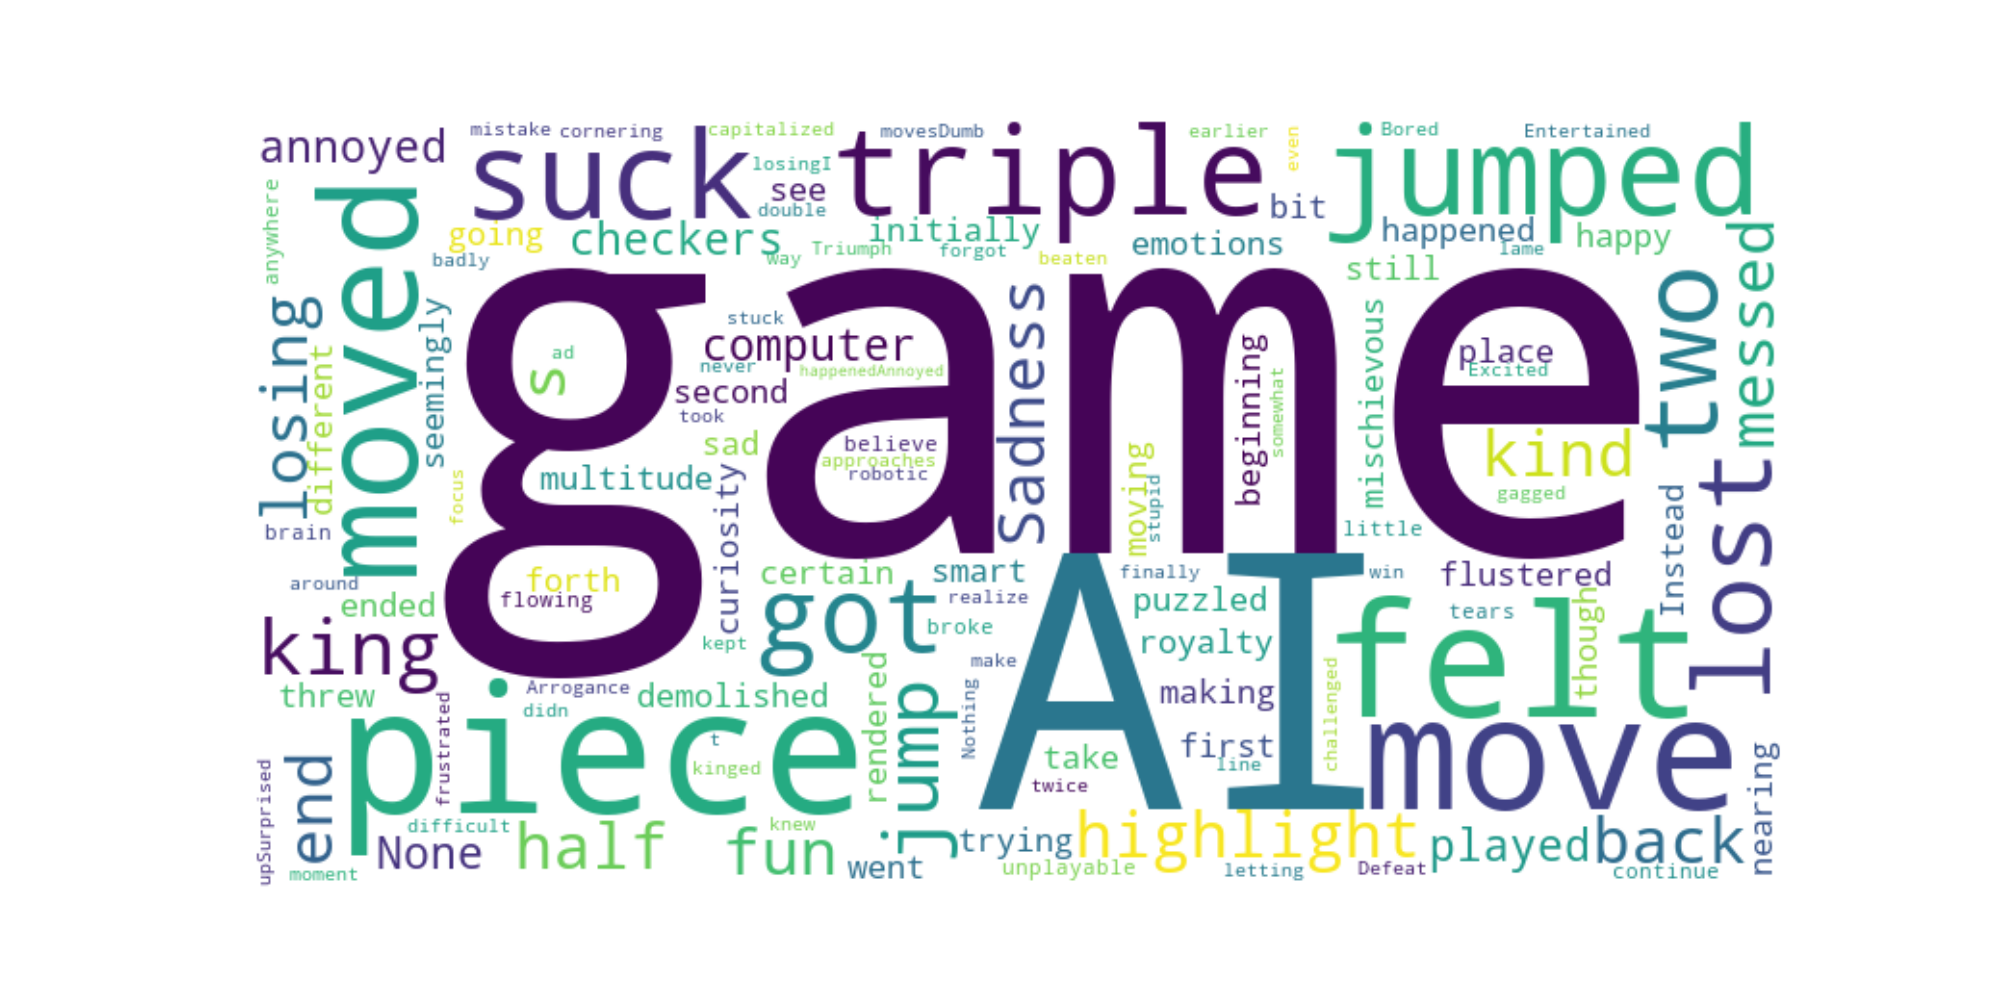 mistake cornering capitalized movesDumb earlier even Bored Entertained
annoyed suck losingI triple jumped
see double bit
anywhere moved going checkers initially emotions happened happy messed
badly way Triumph forgot beaten lame
still
game
losing different seemingly stuck computer Sadness beginning mischievous place two
s ad never happenedAnnoyed somewhat Excited
second
took
sad believe kind
approaches
focus multitude robotic moving stupid gagged Instead lost
curiosity
brain little
around forth certain smart finally win flustered
flowing realize puzzled tears though
ended got AI felt
king kept broke royalty
make
threw Arrogance demolished rendered jump Nothing making challenged
frustrated didn
piece t take first move
kinged line
twice
upSurprised end difficult knew nearing
None half fun trying highlight played back
moment went unplayable letting Defeat continue